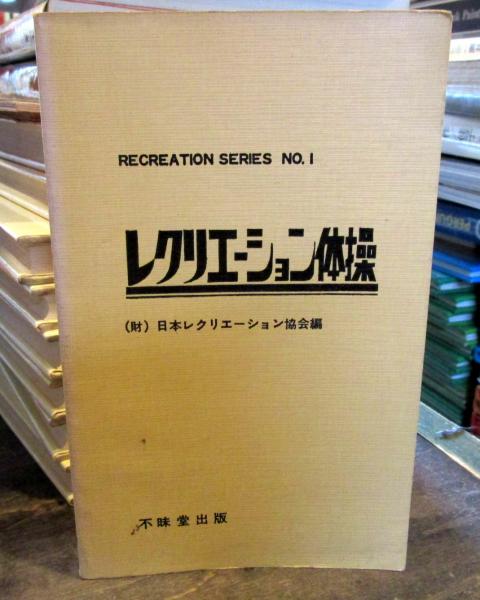 RECREATION SERIES NO. 1
レクリエーション体操
(財) 日本レクリエーション協会編
不昧堂出版